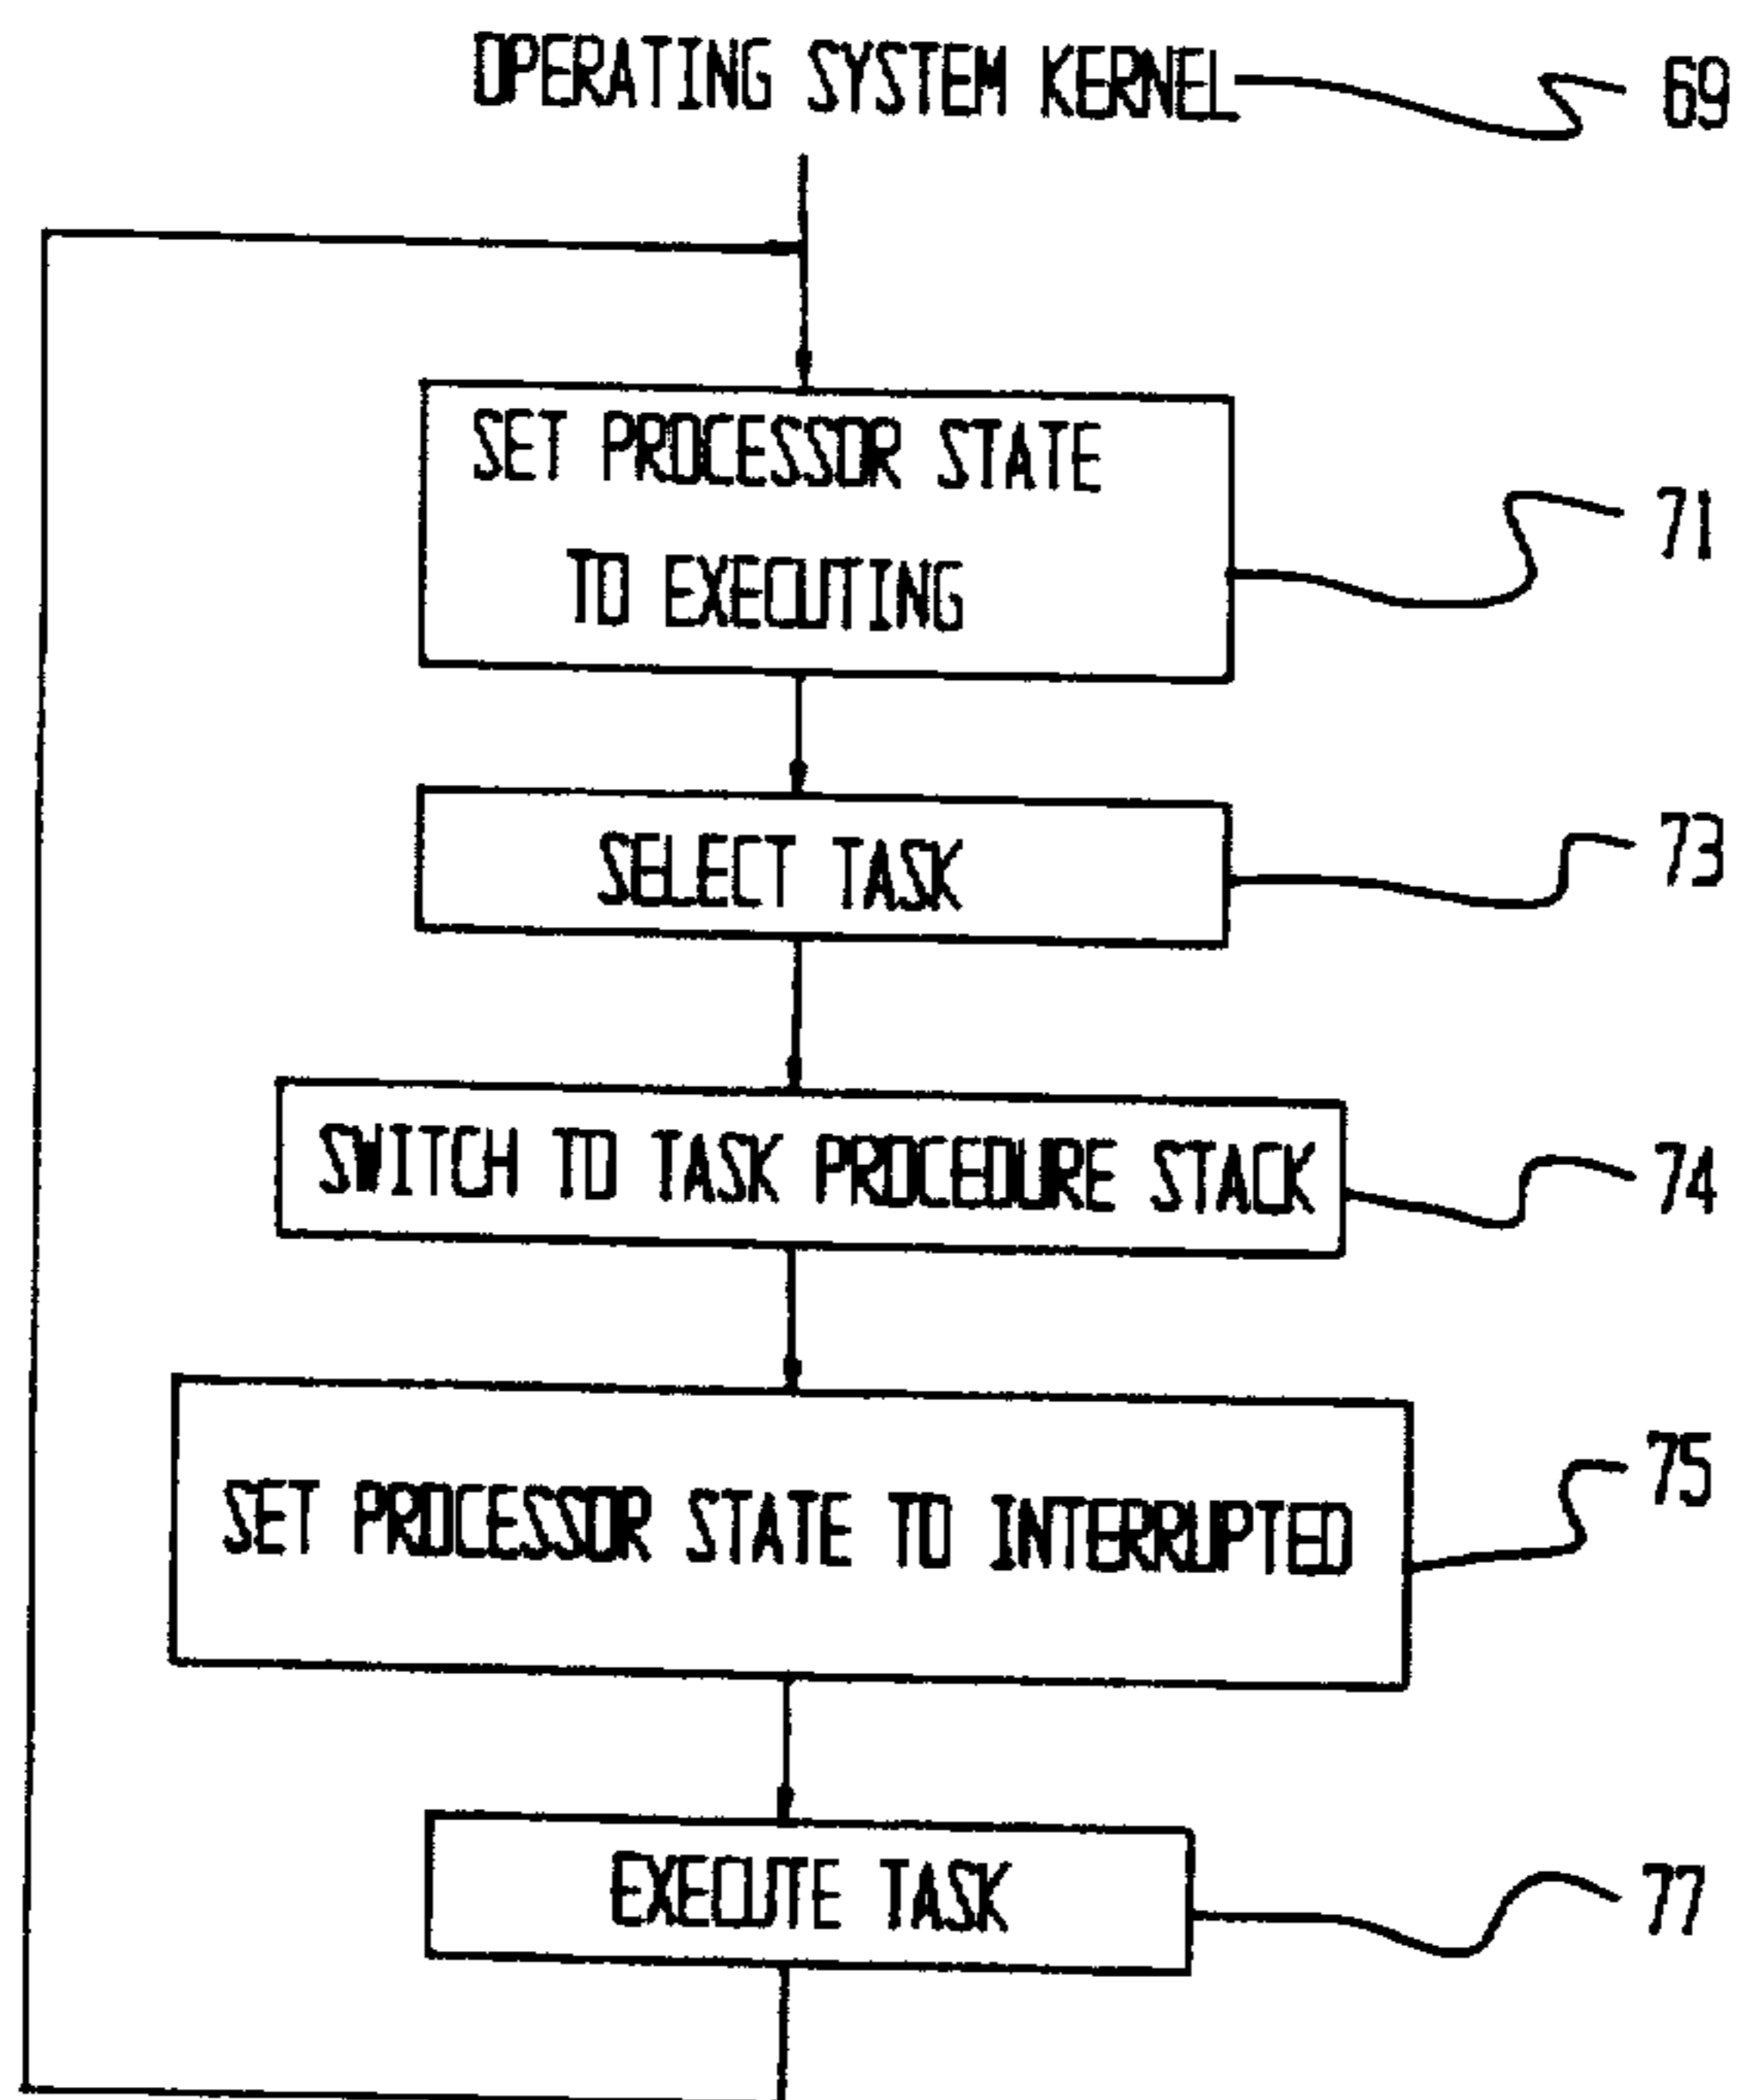 OPERATING SYSTEM KERNEL 69
SET PROCESSOR STATE
TO EXECUTING
71
SELECT TASK 73
SWITCH TO TASK PROCEDURE STACK 74
SET PROCESSOR STATE TO INTERRUPTED 75
EXECUTE TASK 77